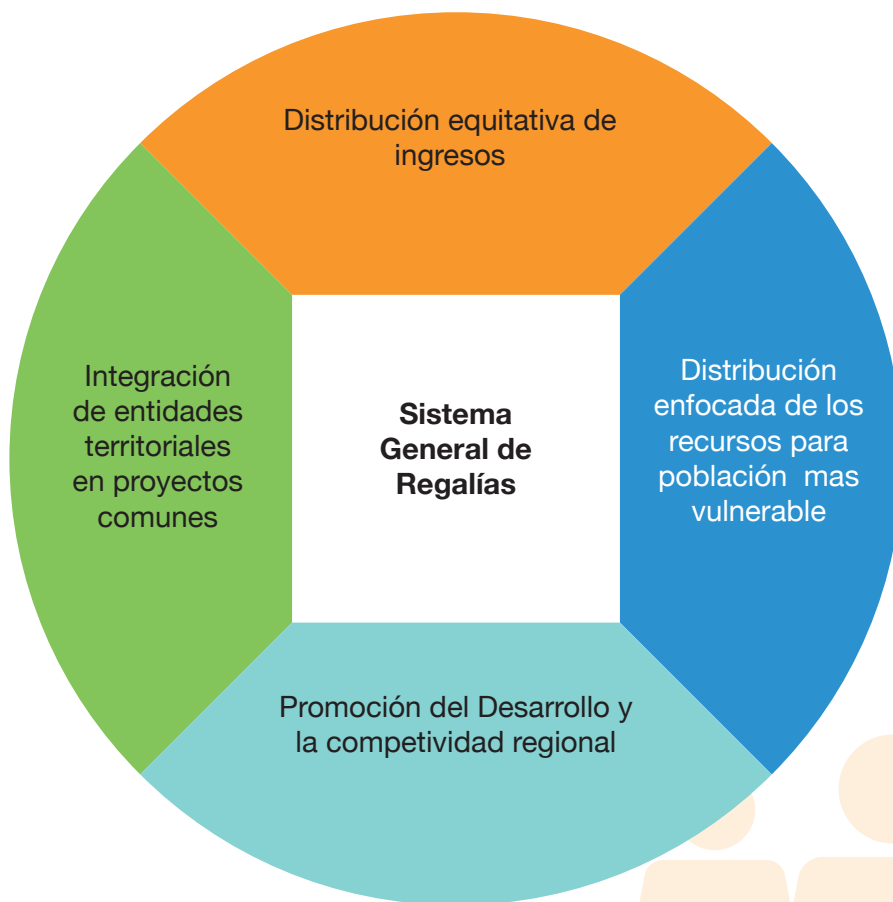 Distribución equitativa de
ingresos
Integración
de entidades
territoriales
en proyectos
comunes
Sistema
General de
Regalías
Distribución
enfocada de los
recursos para
población  mas
vulnerable
Promoción del Desarrollo y
la competividad regional